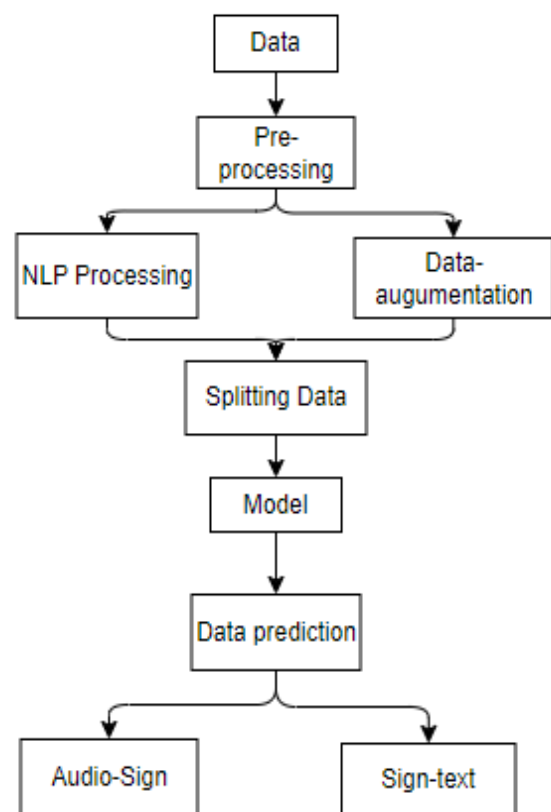 Data
Pre-
processing
NLP Processing
Data-
augumentation
Splitting Data
Model
Data prediction
Audio-Sign
Sign-text